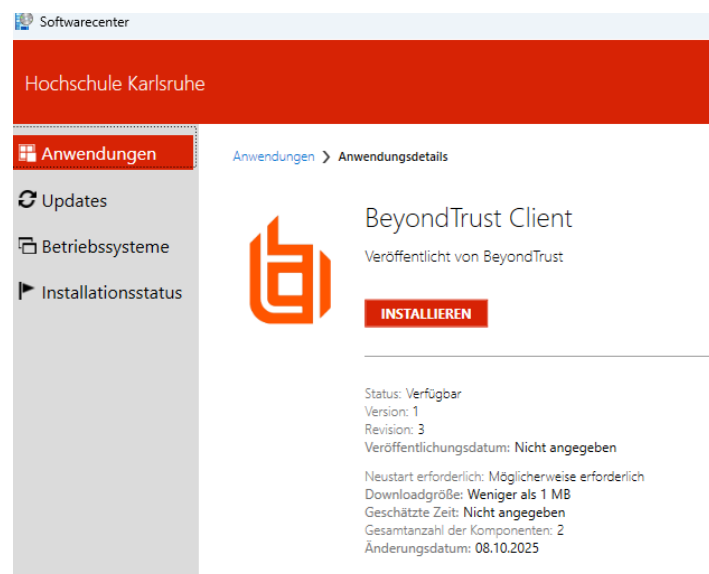 Softwarecenter
Hochschule Karlsruhe
Anwendungen
Updates
Betriebssysteme
Installationsstatus
Anwendungen ❯ Anwendungsdetails
BeyondTrust Client
Veröffentlicht von BeyondTrust
INSTALLIEREN
Status: Verfügbar
Version: 1
Revision: 3
Veröffentlichungsdatum: Nicht angegeben
Neustart erforderlich: Möglicherweise erforderlich
Downloadgröße: Weniger als 1 MB
Geschätzte Zeit: Nicht angegeben
Gesamtanzahl der Komponenten: 2
Änderungsdatum: 08.10.2025